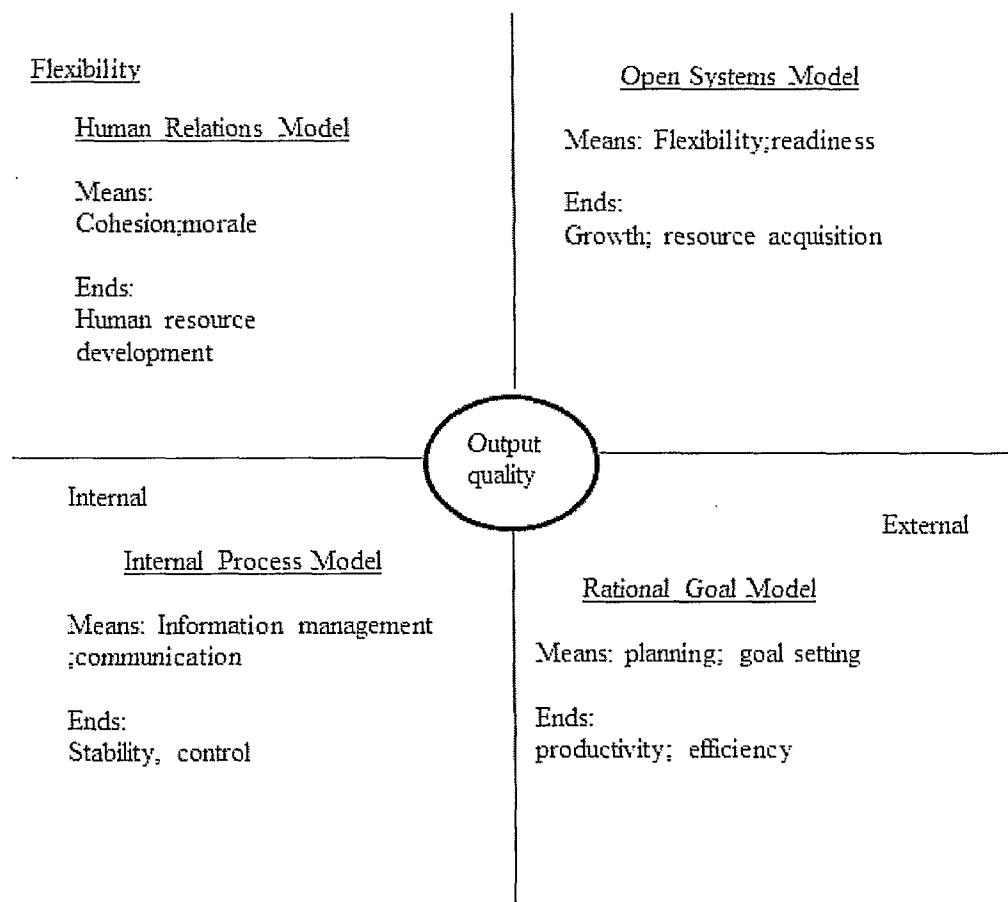 Flexibility
Human Relations Model
Means:
Cohesion;morale
Ends:
Human resource
development
Open Systems Model
Means: Flexibility;readiness
Ends:
Growth; resource acquisition
Output
quality
Internal
External
Internal Process Model
Means: Information management
;communication
Ends:
Stability, control
Rational Goal Model
Means: planning; goal setting
Ends:
productivity; efficiency